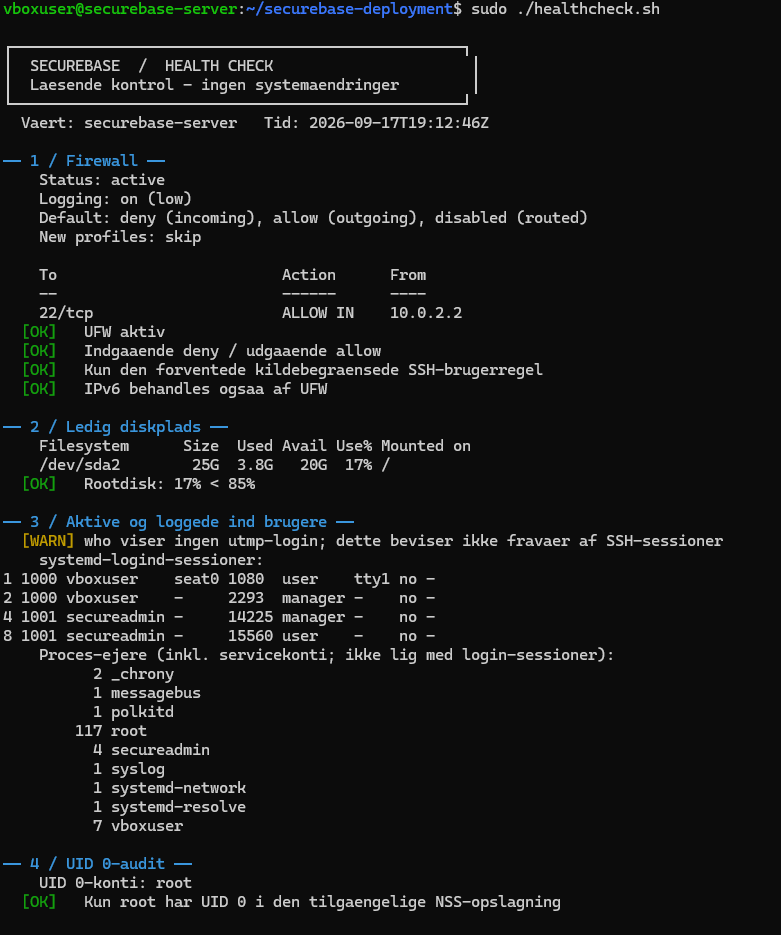 vboxuser@securebase-server:~/securebase-deployment$ sudo ./healthcheck.sh
SECUREBASE  /  HEALTH CHECK
Laesende kontrol - ingen systemaendringer
Vaert: securebase-server   Tid: 2026-09-17T19:12:46Z
── 1 / Firewall ──
Status: active
Logging: on (low)
Default: deny (incoming), allow (outgoing), disabled (routed)
New profiles: skip
To                         Action      From
--                         ------      ----
22/tcp                     ALLOW IN    10.0.2.2
[OK]   UFW aktiv
[OK]   Indgaaende deny / udgaaende allow
[OK]   Kun den forventede kildebegraensede SSH-brugerregel
[OK]   IPv6 behandles ogsaa af UFW
── 2 / Ledig diskplads ──
Filesystem      Size  Used Avail Use% Mounted on
/dev/sda2        25G  3.8G   20G  17% /
[OK]   Rootdisk: 17% < 85%
── 3 / Aktive og loggede ind brugere ──
[WARN] who viser ingen utmp-login; dette beviser ikke fravaer af SSH-sessioner
systemd-logind-sessioner:
1 1000 vboxuser    seat0 1080  user    tty1 no -
2 1000 vboxuser    -     2293  manager -    no -
4 1001 secureadmin -     14225 manager -    no -
8 1001 secureadmin -     15560 user    -    no -
Proces-ejere (inkl. servicekonti; ikke lig med login-sessioner):
2 _chrony
1 messagebus
1 polkitd
117 root
4 secureadmin
1 syslog
1 systemd-network
1 systemd-resolve
7 vboxuser
── 4 / UID 0-audit ──
UID 0-konti: root
[OK]   Kun root har UID 0 i den tilgaengelige NSS-opslagning